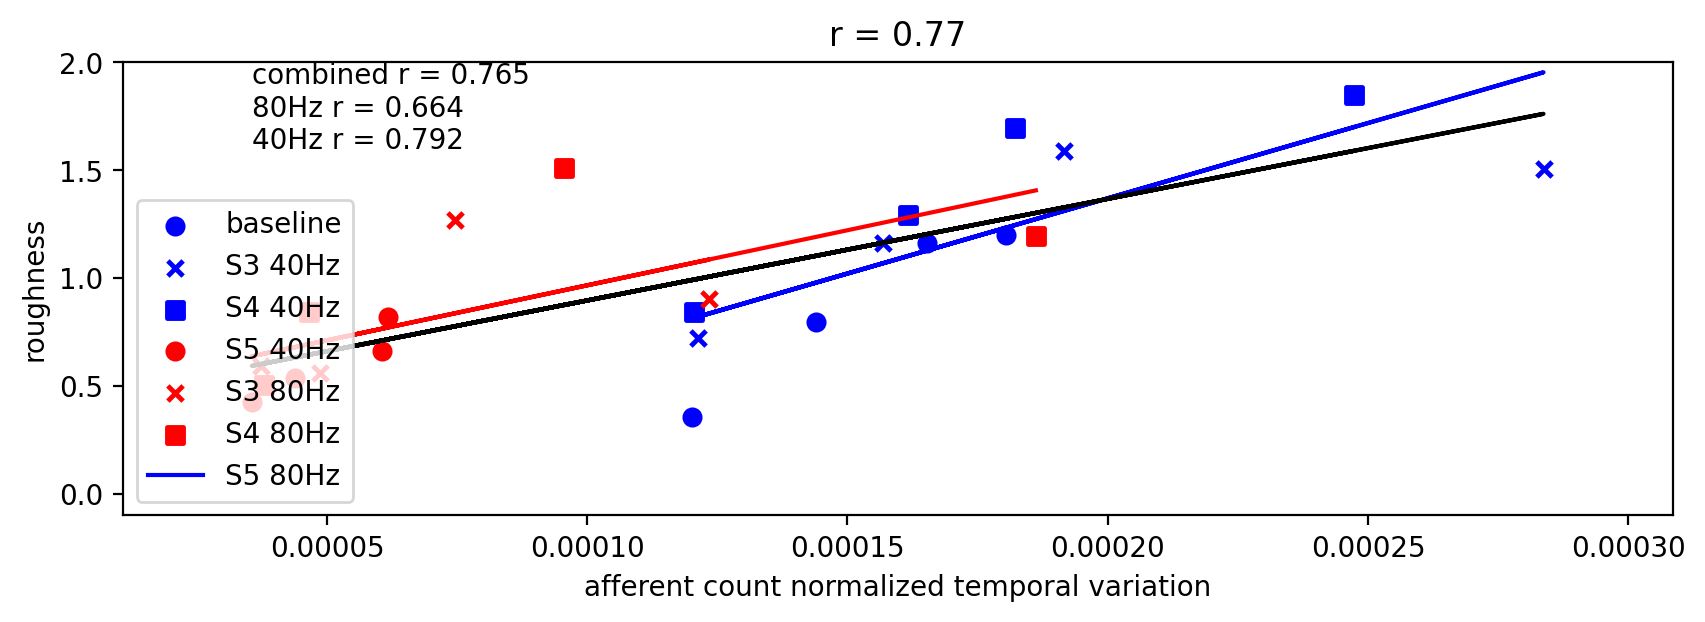 r = 0.77
combined r = 0.765
80Hz r = 0.664
40Hz r = 0.792
baseline
S3 40Hz
S4 40Hz
S5 40Hz
S3 80Hz
S4 80Hz
S5 80Hz
roughness
2.0
1.5
1.0
0.5
0.0
0.00005 0.00010 0.00015 0.00020 0.00025 0.00030
afferent count normalized temporal variation